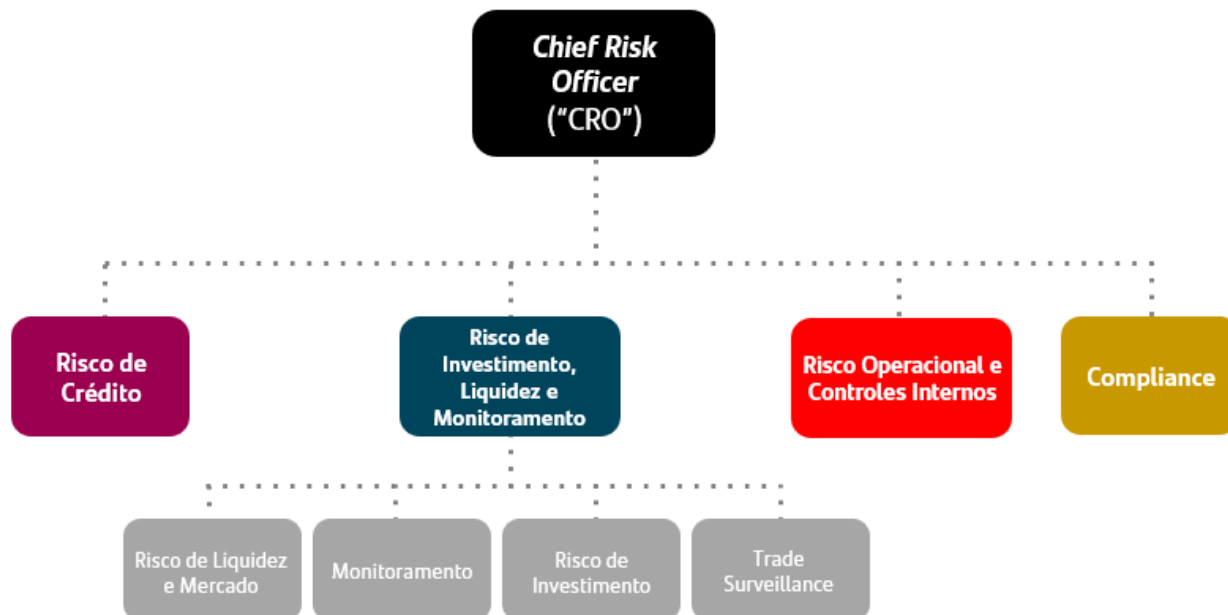 Chief Risk
Officer
("CRO")
Risco de
Crédito
Risco de
Investimento,
Liquidez e
Monitoramento
Risco Operacional e
Controles Internos
Compliance
Risco de Liquidez
e Mercado
Monitoramento
Risco de
Investimento
Trade
Surveillance